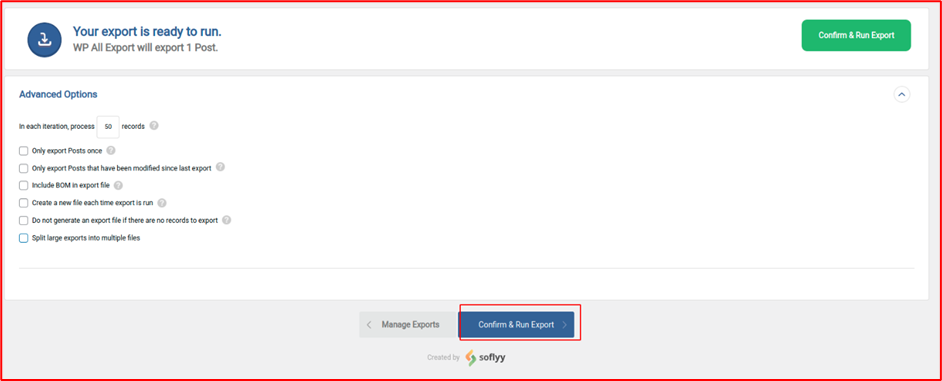 Your export is ready to run.
WP All Export will export 1 Post.
Confirm & Run Export
Advanced Options
In each iteration, process 50 records ?
Only export Posts once ?
Only export Posts that have been modified since last export ?
Include BOM in export file ?
Create a new file each time export is run ?
Do not generate an export file if there are no records to export ?
Split large exports into multiple files
Manage Exports
Confirm & Run Export
Created by soflyy